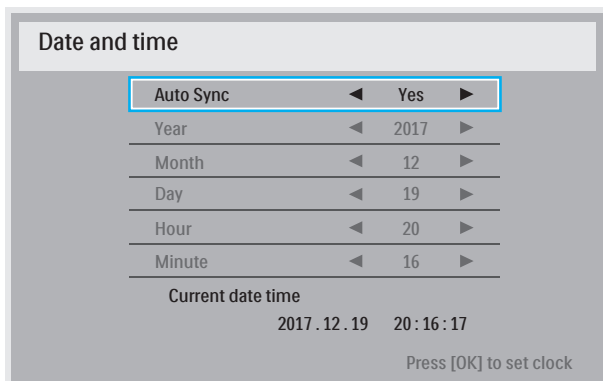 Date and time
Auto Sync ◄ Yes ►
Year ◄ 2017 ►
Month ◄ 12 ►
Day ◄ 19 ►
Hour ◄ 20 ►
Minute ◄ 16 ►
Current date time
2017 . 12 . 19 20 : 16 : 17
Press [OK] to set clock